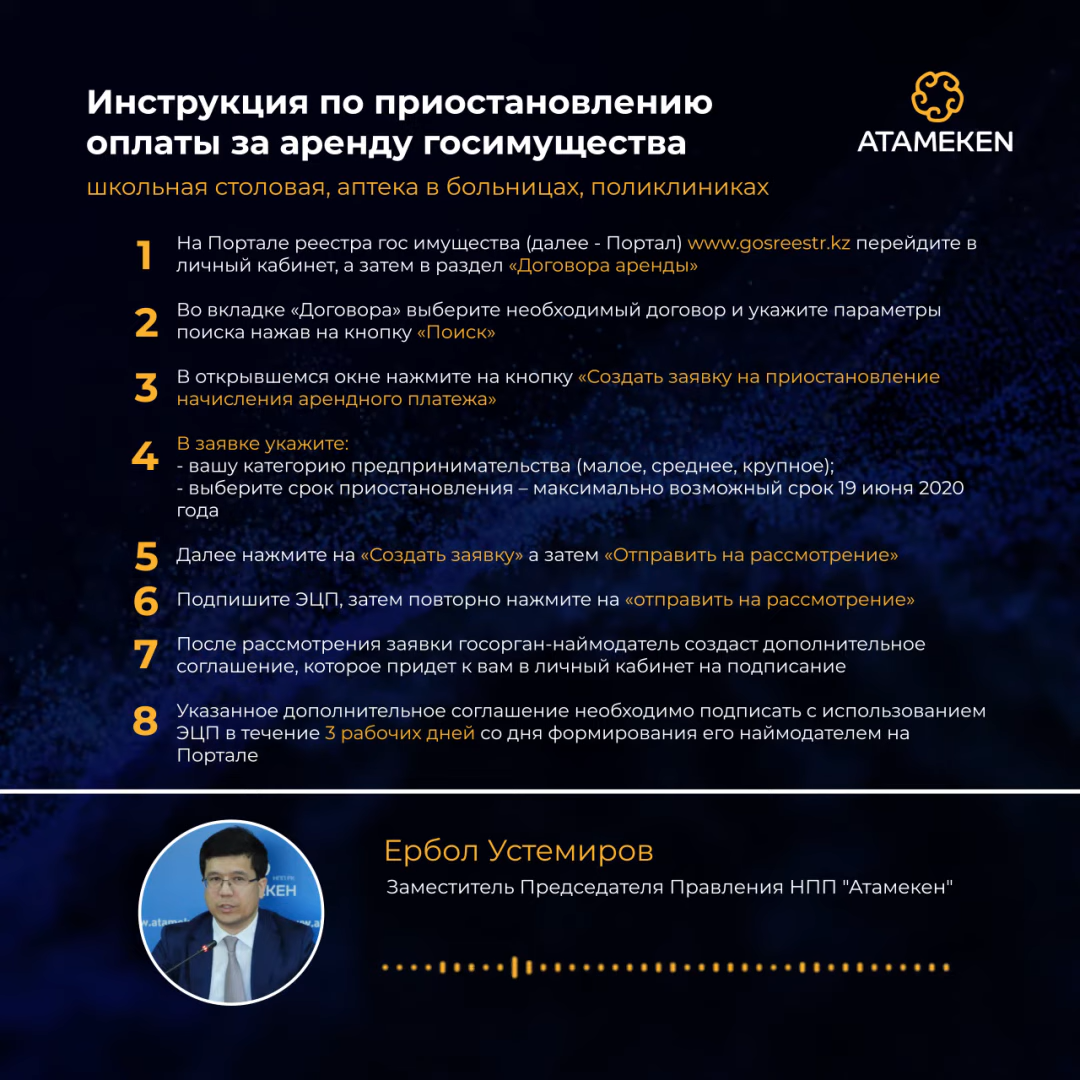 Инструкция по приостановлению
оплаты за аренду госимущества
школьная столовая, аптека в больницах, поликлиниках
ATAMEKEN
1
На Портале реестра гос имущества (далее - Портал) www.gosreestr.kz перейдите в
личный кабинет, а затем в раздел «Договора аренды»
2
Во вкладке «Договора» выберите необходимый договор и укажите параметры
поиска нажав на кнопку «Поиск»
3
В открывшемся окне нажмите на кнопку «Создать заявку на приостановление
начисления арендного платежа»
4
В заявке укажите:
- вашу категорию предпринимательства (малое, среднее, крупное);
- выберите срок приостановления – максимально возможный срок 19 июня 2020
года
5
Далее нажмите на «Создать заявку» а затем «Отправить на рассмотрение»
6
Подпишите ЭЦП, затем повторно нажмите на «отправить на рассмотрение»
7
После рассмотрения заявки госорган-наймодатель создаст дополнительное
соглашение, которое придет к вам в личный кабинет на подписание
8
Указанное дополнительное соглашение необходимо подписать с использованием
ЭЦП в течение 3 рабочих дней со дня формирования его наймодателем на
Портале
Ербол Устемиров
Заместитель Председателя Правления НПП "Атамекен"